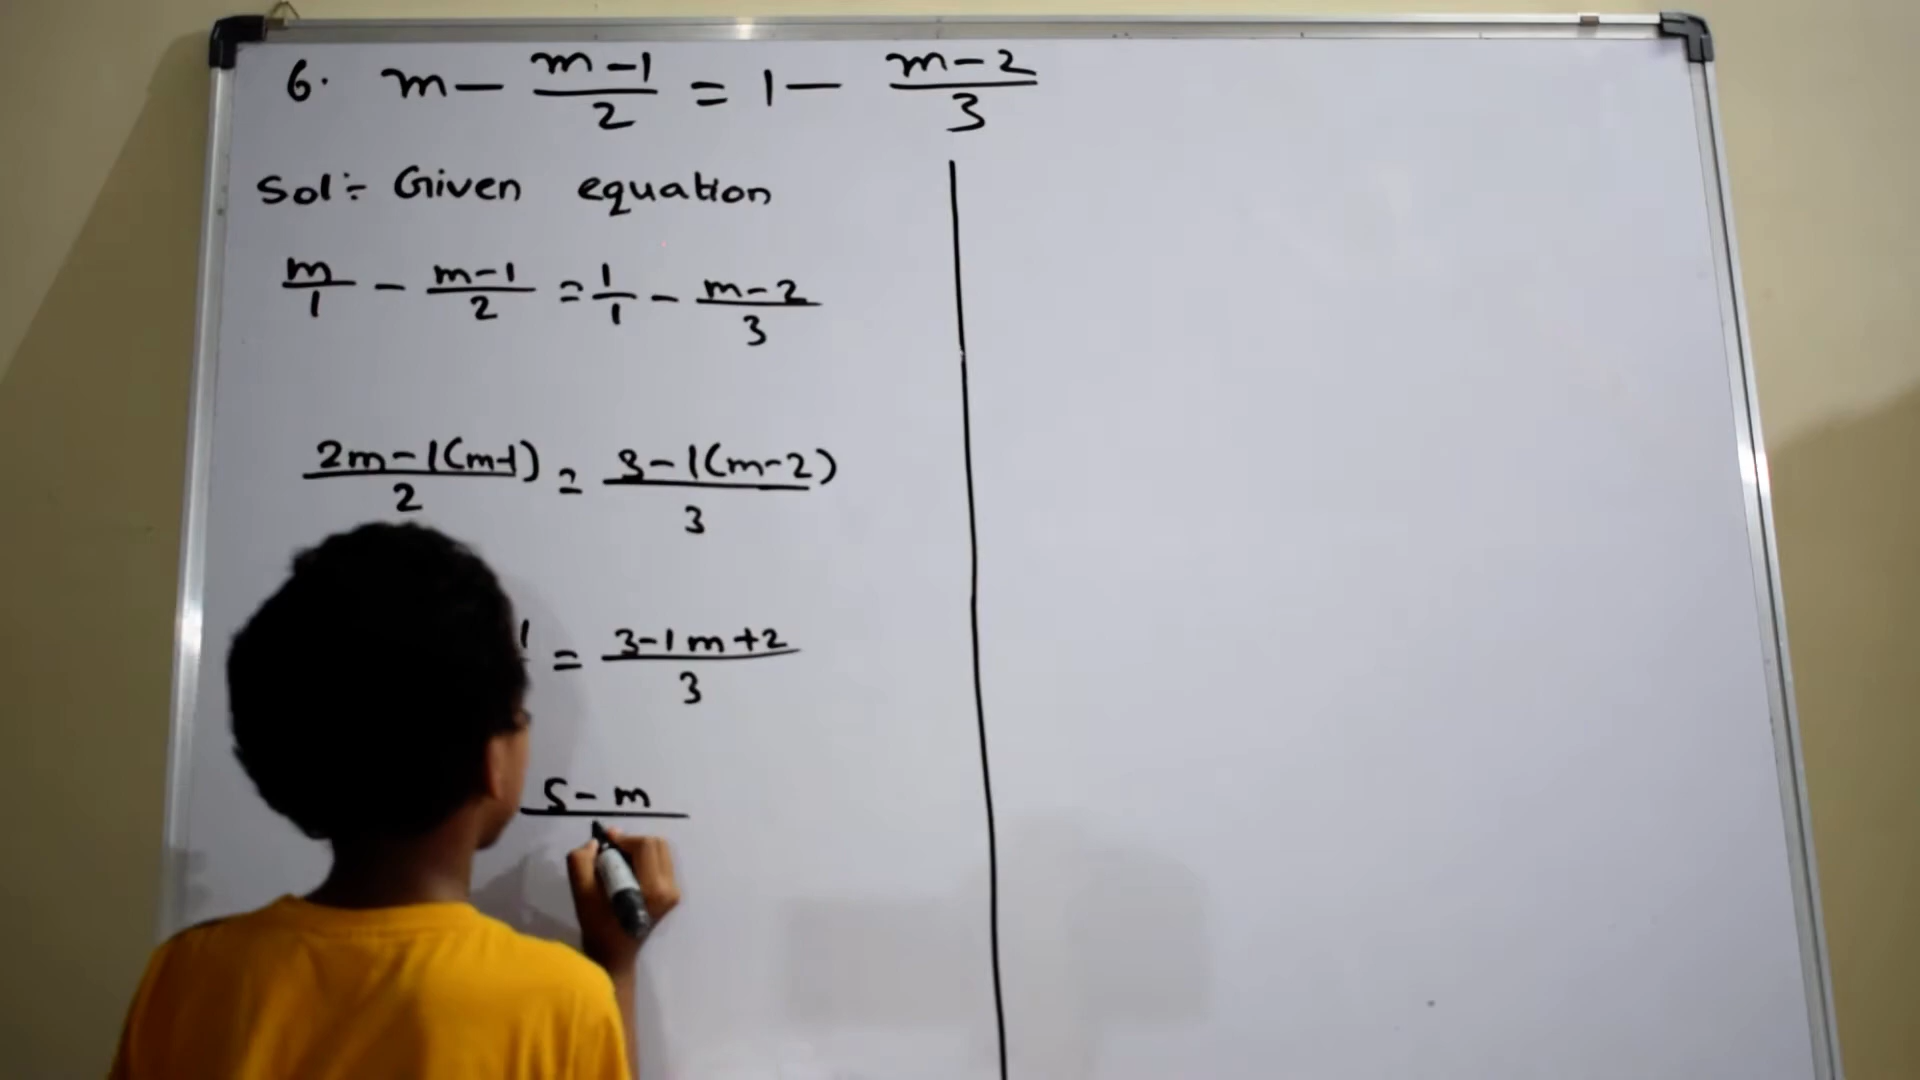 6. m - (m-1)/2 = 1 - (m-2)/3
Sol:- Given equation
m/1 - (m-1)/2 = 1/1 - (m-2)/3
(2m-1(m-1))/2 = (3-1(m-2))/3
1 = (3-1m+2)/3
5-m